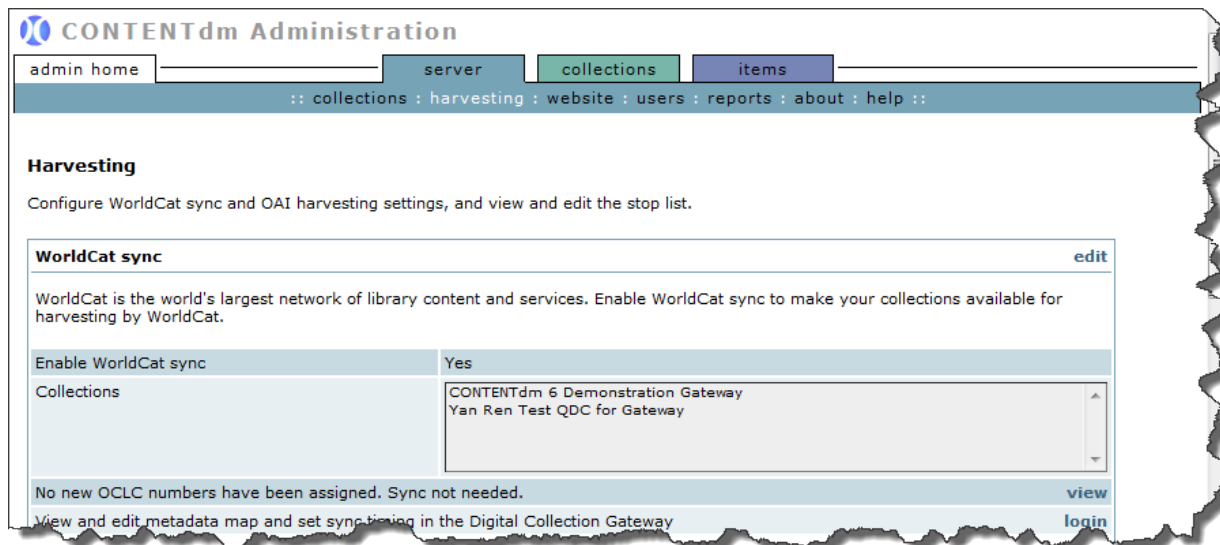 CONTENTdm Administration
admin home server collections items
:: collections : harvesting : website : users : reports : about : help ::
Harvesting
Configure WorldCat sync and OAI harvesting settings, and view and edit the stop list.
WorldCat sync edit
WorldCat is the world's largest network of library content and services. Enable WorldCat sync to make your collections available for
harvesting by WorldCat.
Enable WorldCat sync Yes
Collections CONTENTdm 6 Demonstration Gateway
Yan Ren Test QDC for Gateway
No new OCLC numbers have been assigned. Sync not needed. view
View and edit metadata map and set sync timing in the Digital Collection Gateway login